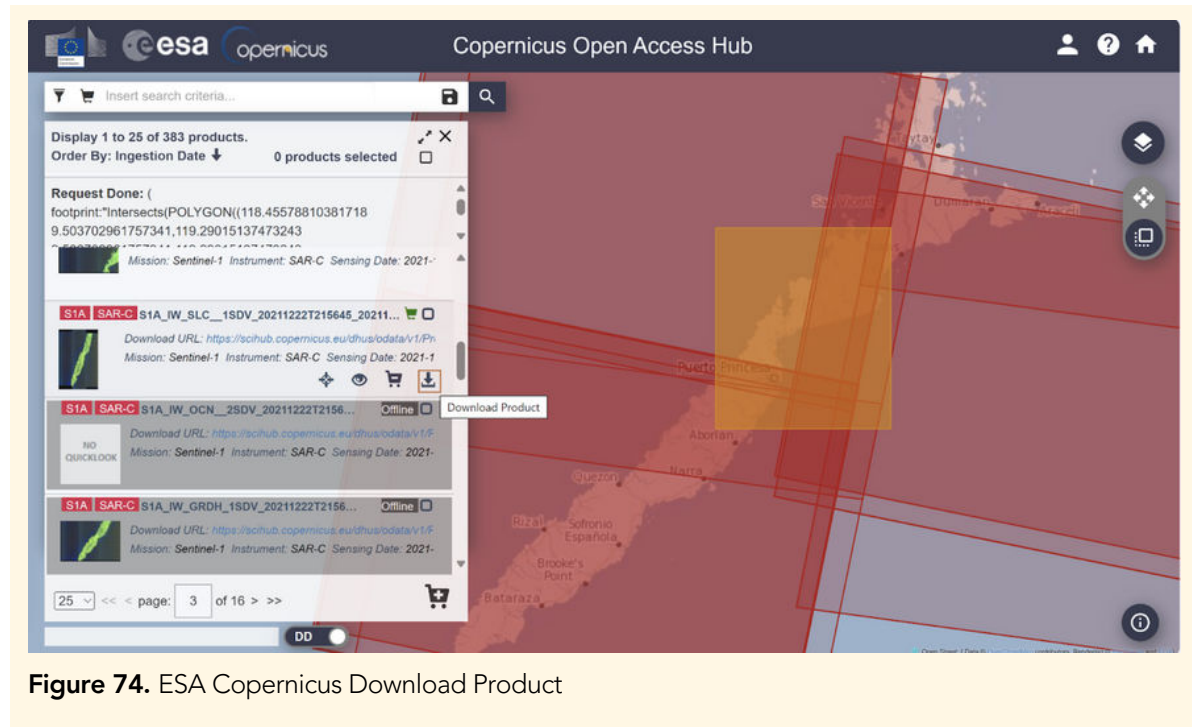 esa opernicus
Copernicus Open Access Hub
Insert search criteria...
Display 1 to 25 of 383 products.
Order By: Ingestion Date 0 products selected
Request Done: (
footprint:"Intersects(POLYGON((118.45578810381718
9.503702961757341,119.29015137473243
Mission: Sentinel-1 Instrument: SAR-C Sensing Date: 2021-
S1A SAR-C S1A_IW_SLC__1SDV_20211222T215645_20211...
Download URL: https://scihub.copernicus.eu/dhus/odata/v1/Pr
Mission: Sentinel-1 Instrument: SAR-C Sensing Date: 2021-1
Download Product
S1A SAR-C S1A_IW_OCN__2SDV_20211222T2156... Offline
NO
QUICKLOOK
Download URL: https://scihub.copernicus.eu/dhus/odata/v1/F
Mission: Sentinel-1 Instrument: SAR-C Sensing Date: 2021-
S1A SAR-C S1A_IW_GRDH_1SDV_20211222T2156... Offline
Download URL: https://scihub.copernicus.eu/dhus/odata/v1/F
Mission: Sentinel-1 Instrument: SAR-C Sensing Date: 2021-
25 << < page: 3 of 16 > >>
DD
Taytay
San Vicente
Dumaran
Araceli
Puerto Princesa
Aborlan
Quezon
Narra
Rizal
Sofronio
Española
Brooke's
Point
Bataraza
Figure 74. ESA Copernicus Download Product